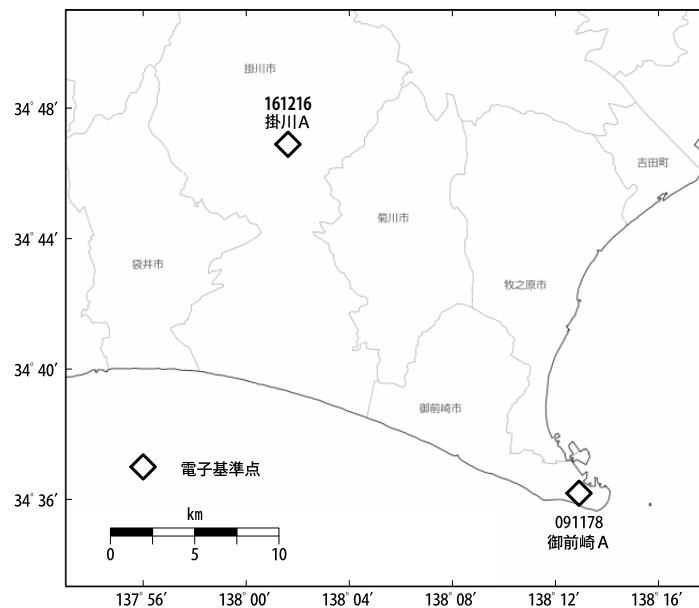 掛川市
34°48′
161216
掛川A
吉田町
菊川市
34°44′
袋井市
牧之原市
34°40′
御前崎市
電子基準点
34°36′
km
091178
0
5
10
御前崎A
137°56′
138°00′
138°04′
138°08′
138°12′
138°16′